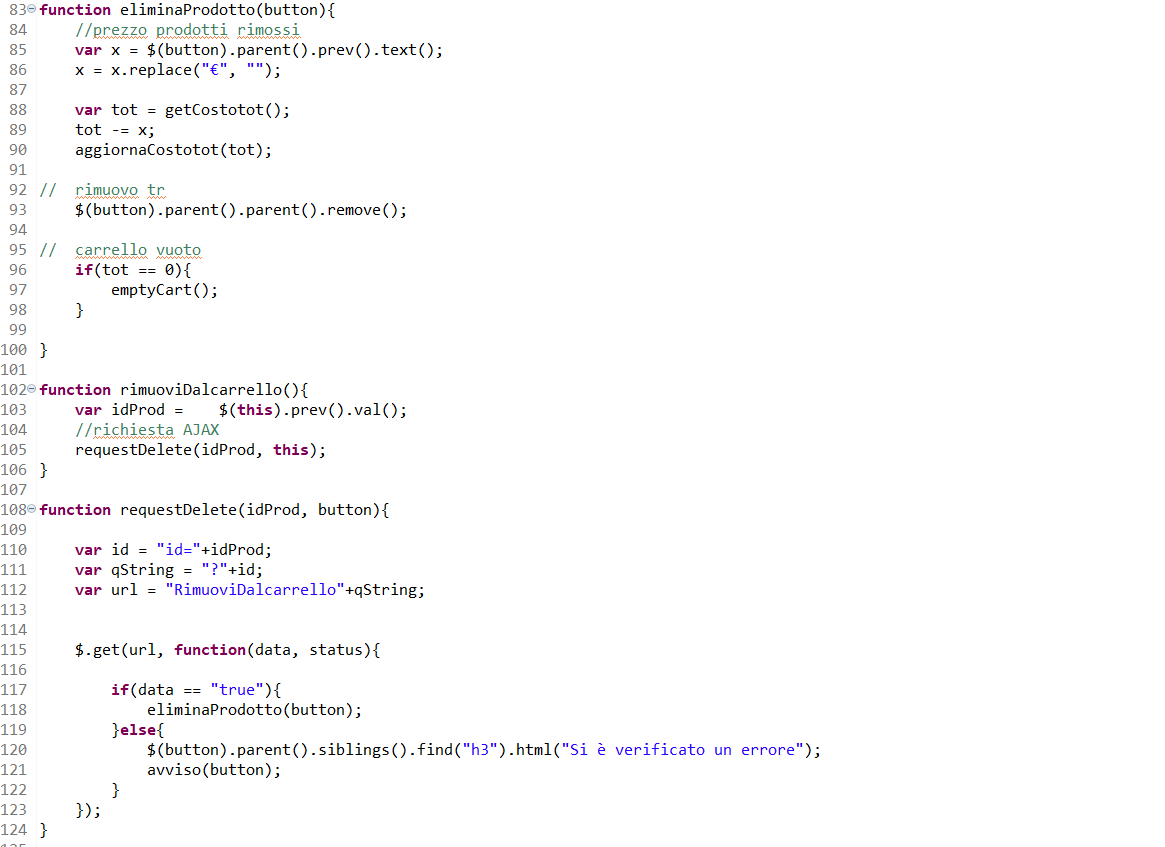 83 function eliminaProdotto(button){
84     //prezzo prodotti rimossi
85     var x = $(button).parent().prev().text();
86     x = x.replace("€", "");
87
88     var tot = getCostotot();
89     tot -= x;
90     aggiornaCostotot(tot);
91
92 //  rimuovo tr
93     $(button).parent().parent().remove();
94
95 //  carrello vuoto
96     if(tot == 0){
97         emptyCart();
98     }
99
100 }
101
102 function rimuoviDalcarrello(){
103     var idProd =    $(this).prev().val();
104     //richiesta AJAX
105     requestDelete(idProd, this);
106 }
107
108 function requestDelete(idProd, button){
109
110     var id = "id="+idProd;
111     var qString = "?"+id;
112     var url = "RimuoviDalcarrello"+qString;
113
114
115     $.get(url, function(data, status){
116
117         if(data == "true"){
118             eliminaProdotto(button);
119         }else{
120             $(button).parent().siblings().find("h3").html("Si è verificato un errore");
121             avviso(button);
122         }
123     });
124 }